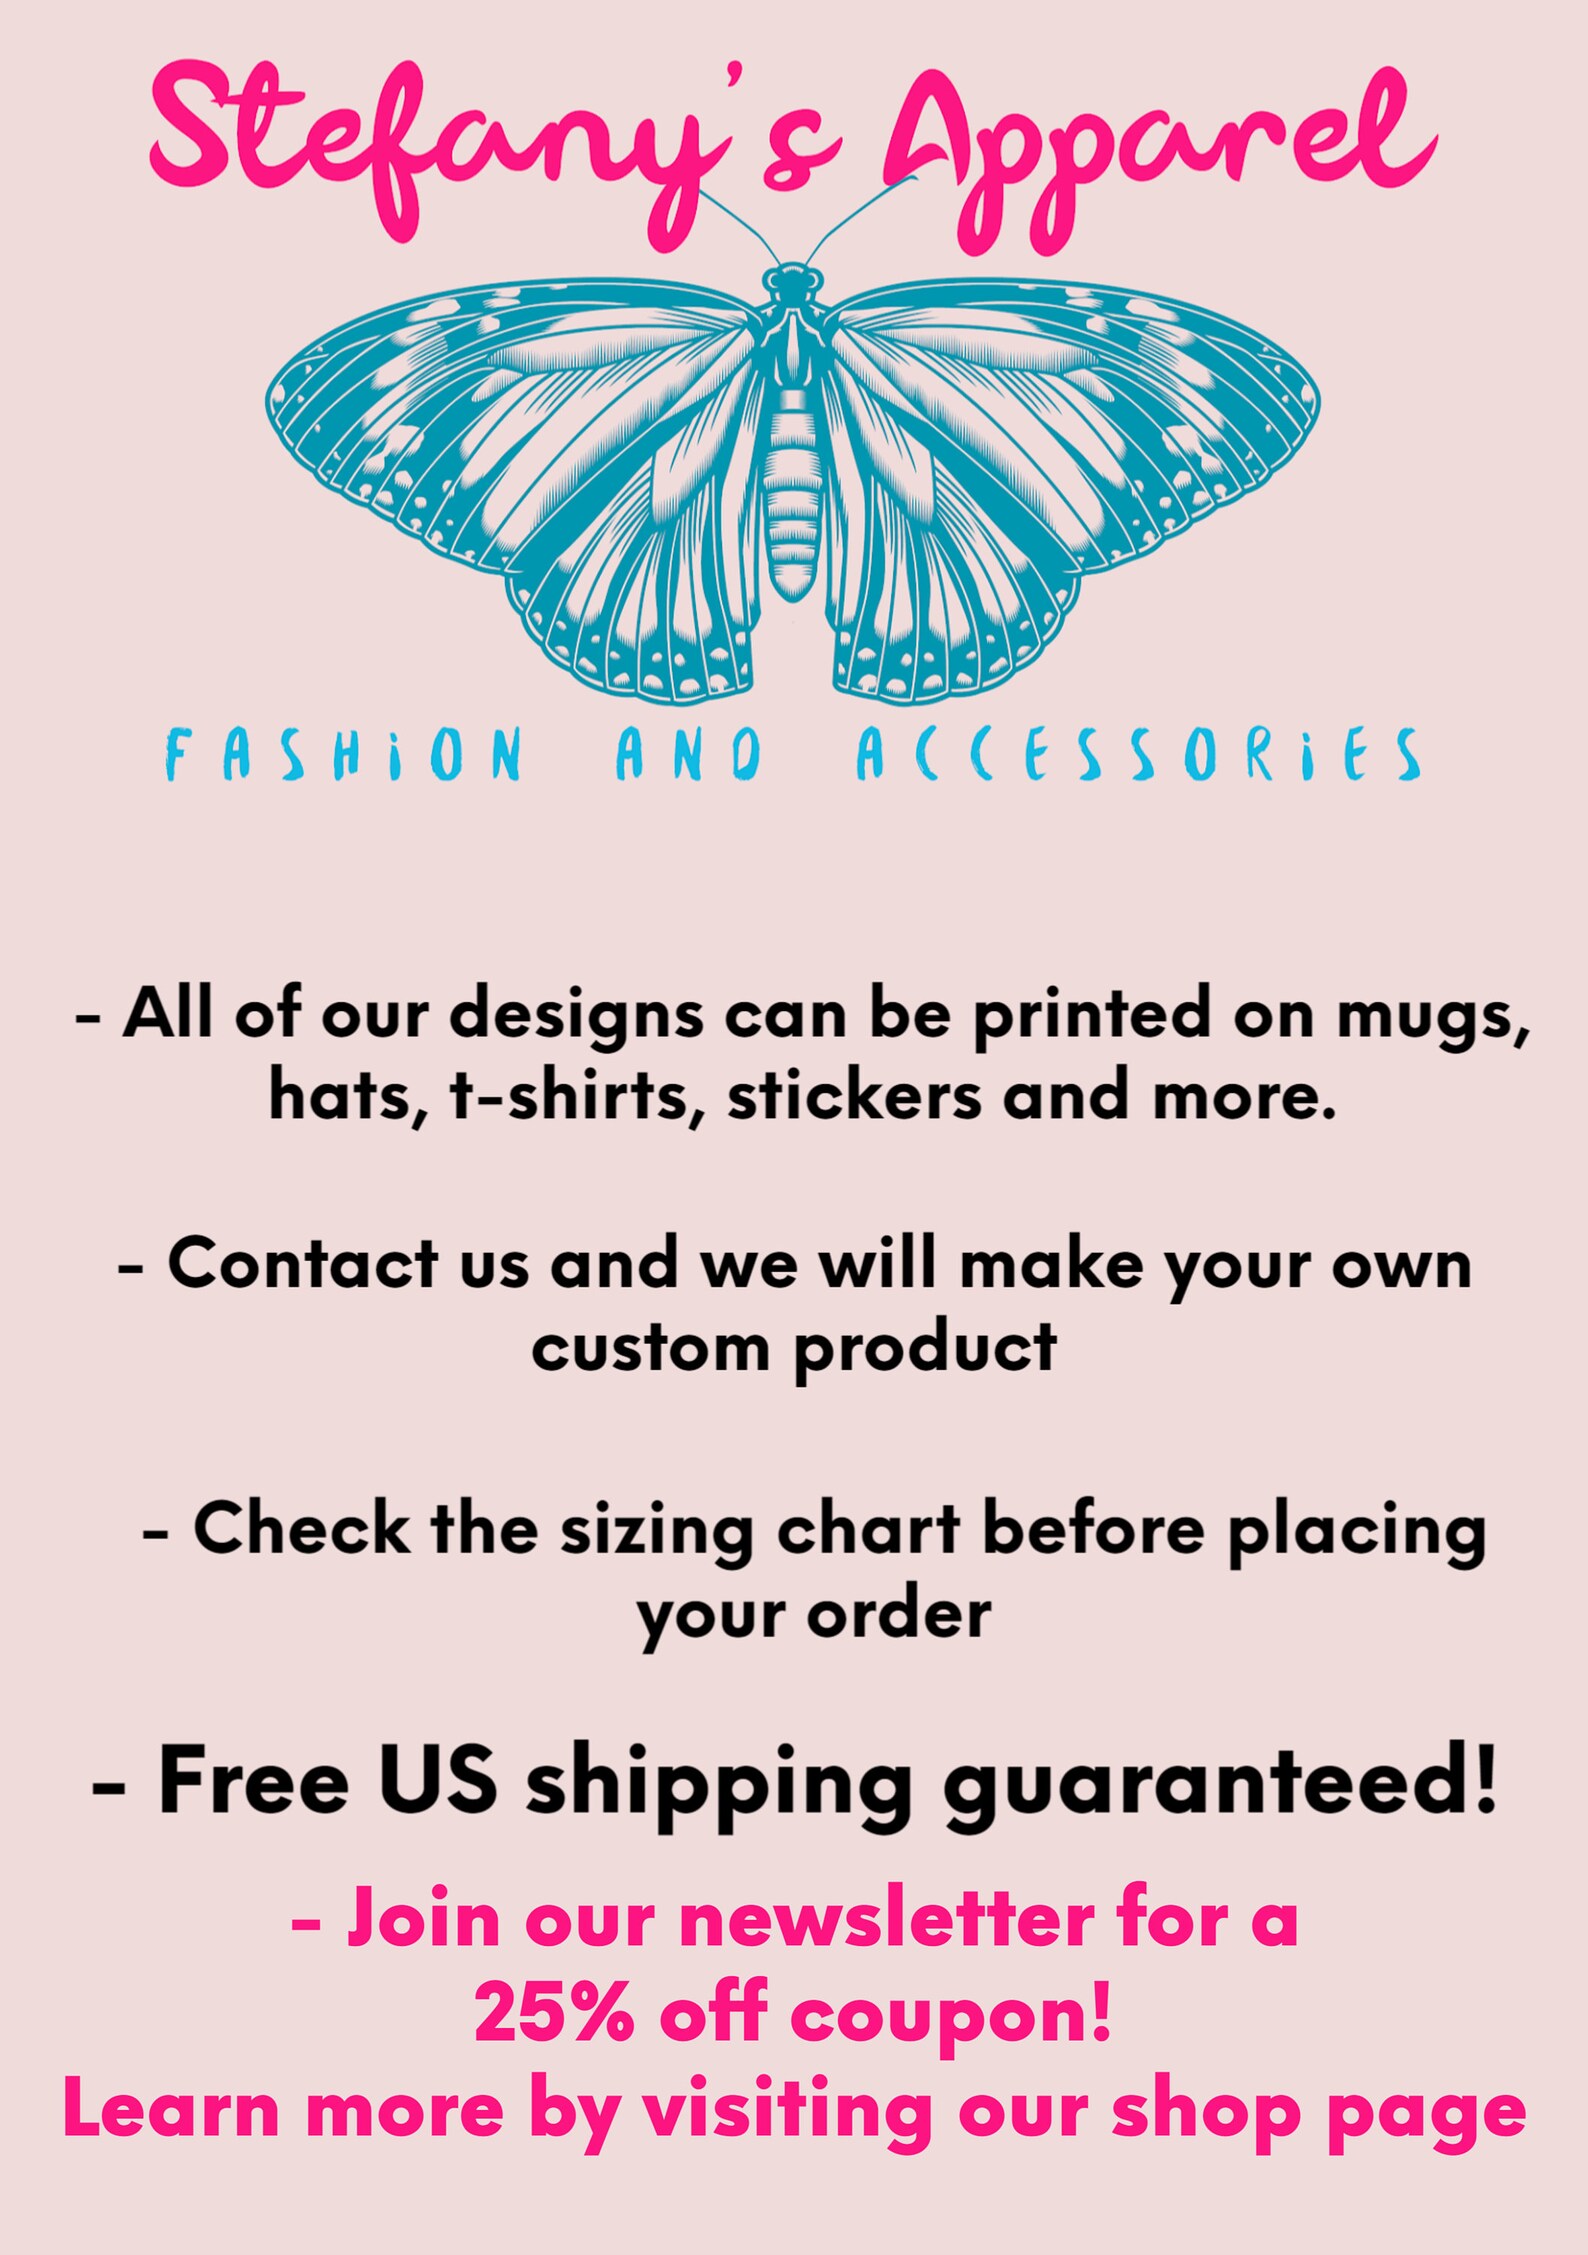 Stefany's Apparel
FASHiON AND ACCESSORiES
- All of our designs can be printed on mugs,
hats, t-shirts, stickers and more.
- Contact us and we will make your own
custom product
- Check the sizing chart before placing
your order
- Free US shipping guaranteed!
- Join our newsletter for a
25% off coupon!
Learn more by visiting our shop page